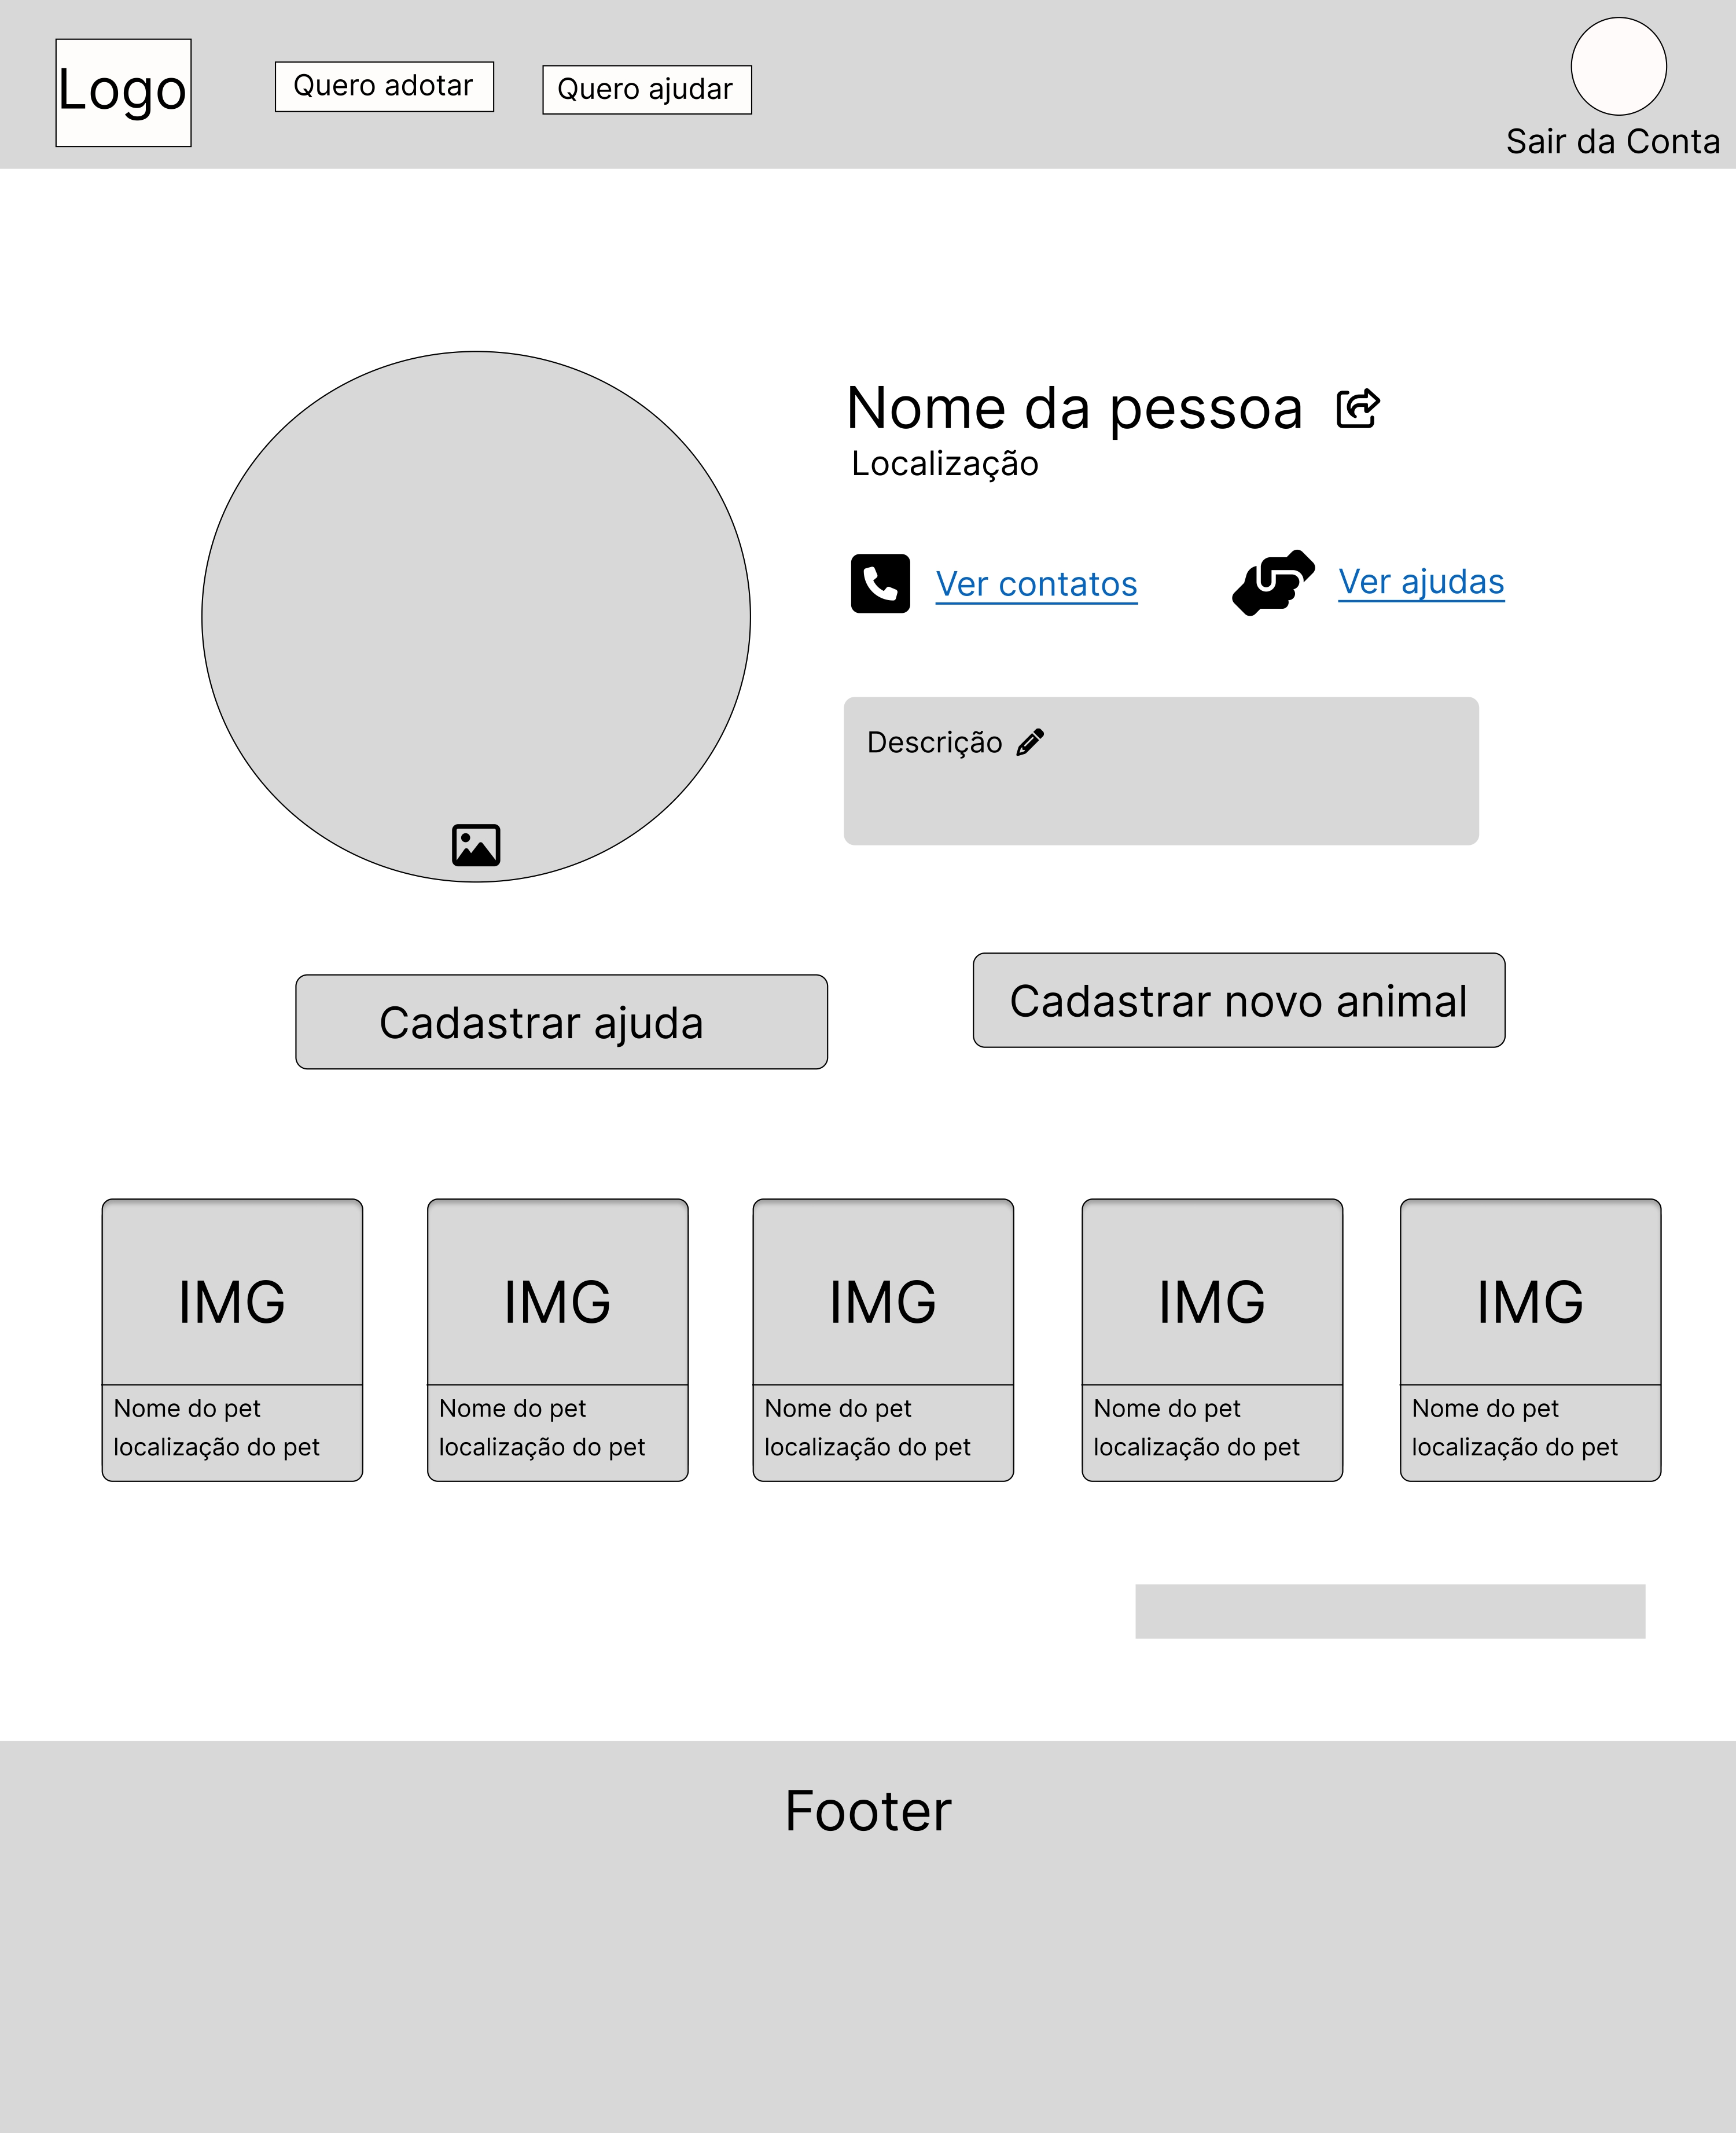 Logo
Quero adotar
Quero ajudar
Sair da Conta
Nome da pessoa
Localização
Ver contatos
Ver ajudas
Descrição
Cadastrar ajuda
Cadastrar novo animal
IMG
Nome do pet
localização do pet
IMG
Nome do pet
localização do pet
IMG
Nome do pet
localização do pet
IMG
Nome do pet
localização do pet
IMG
Nome do pet
localização do pet
Footer